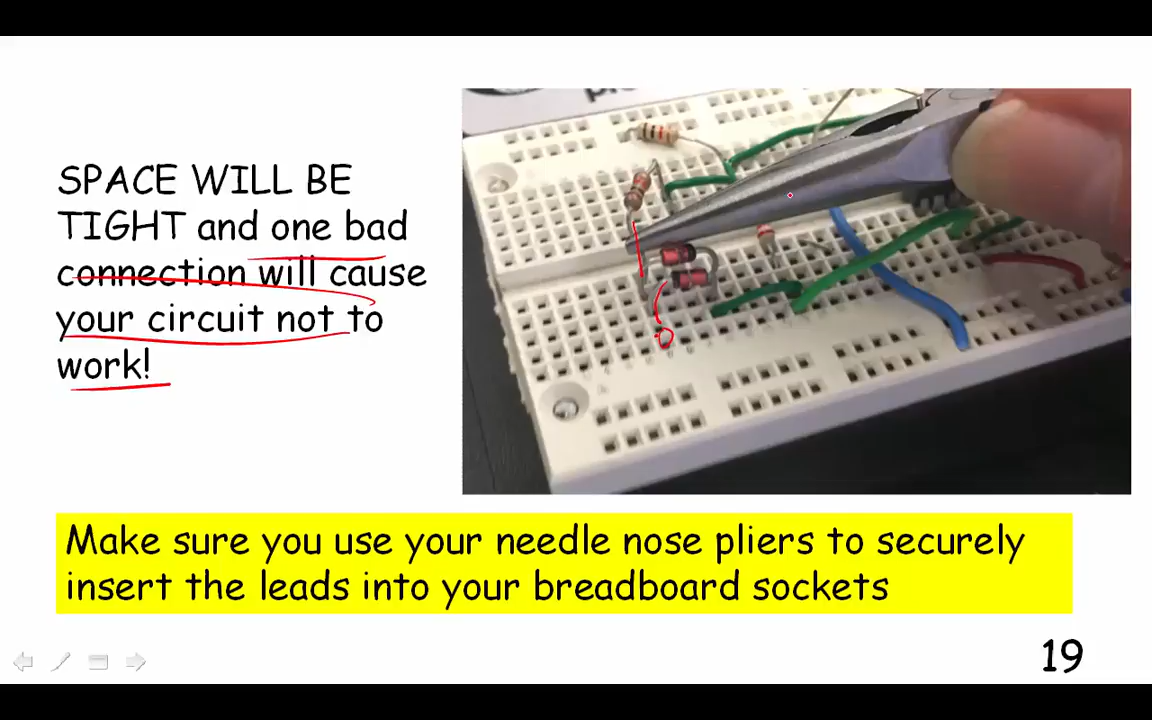 SPACE WILL BE
TIGHT and one bad
connection will cause
your circuit not to
work!
Make sure you use your needle nose pliers to securely
insert the leads into your breadboard sockets
19